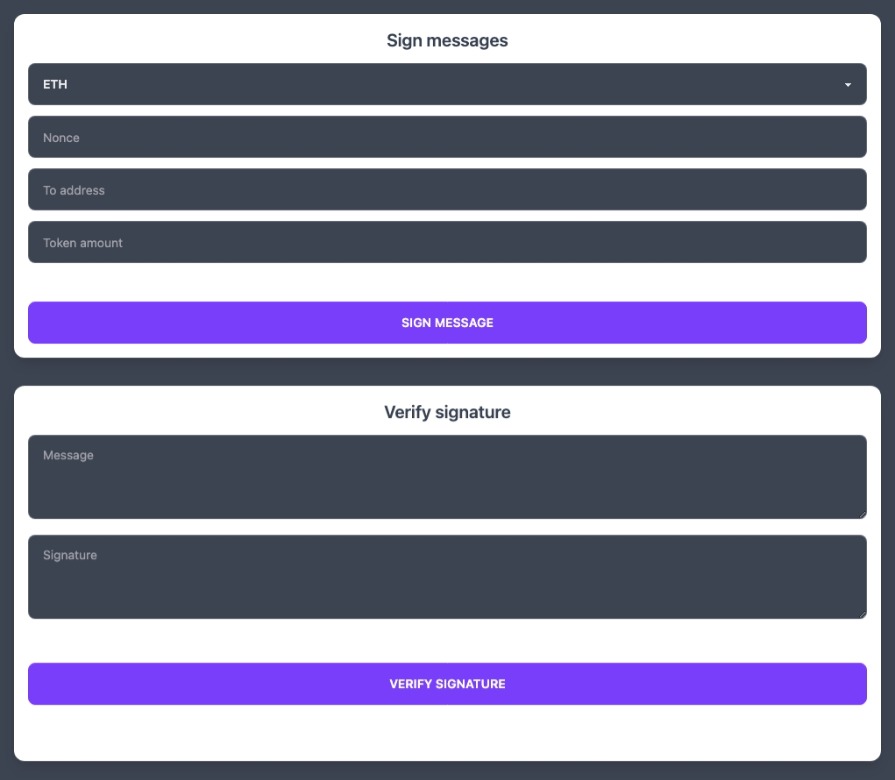 Sign messages
ETH
Nonce
To address
Token amount
SIGN MESSAGE
Verify signature
Message
Signature
VERIFY SIGNATURE